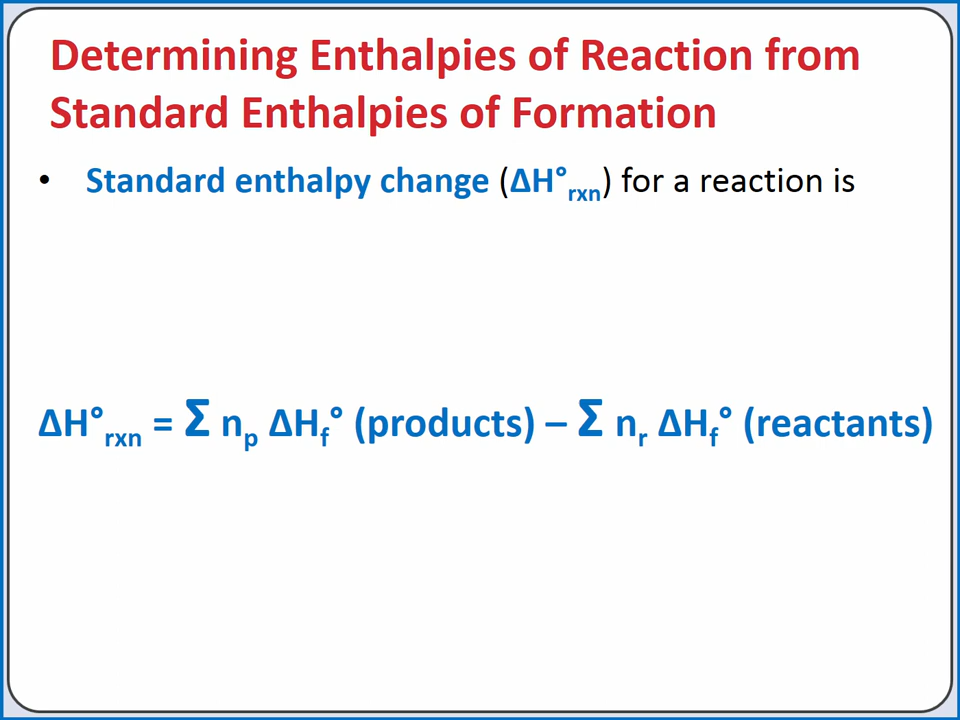 Determining Enthalpies of Reaction from
Standard Enthalpies of Formation
• Standard enthalpy change (ΔH°rxn) for a reaction is
ΔH°rxn = Σ np ΔHf° (products) – Σ nr ΔHf° (reactants)